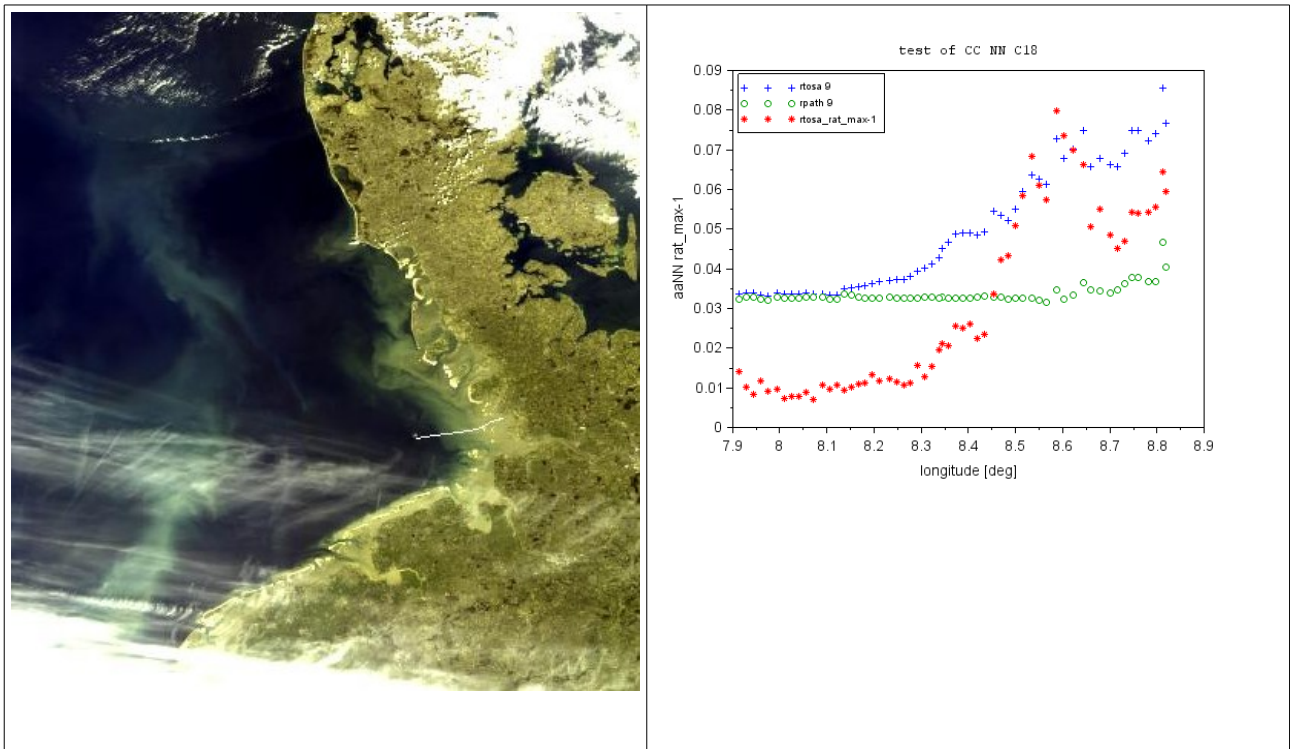 test of CC NN C18
0.09
0.08
0.07
0.06
0.05
0.04
0.03
0.02
0.01
0
aaNN rat_max-1
rtosa 9
rpath 9
rtosa_rat_max-1
7.9 8 8.1 8.2 8.3 8.4 8.5 8.6 8.7 8.8 8.9
longitude [deg]